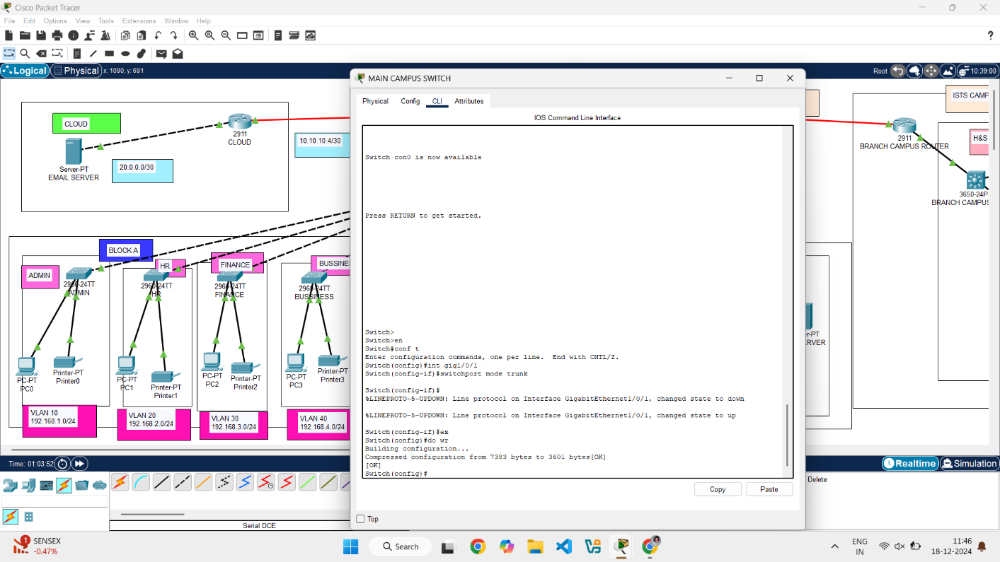 Cisco Packet Tracer
File Edit Options View Tools Extensions Window Help
?
Logical Physical x: 1090, y: 691
Root 10:39:00
CLOUD
2911
CLOUD
Server-PT
EMAIL SERVER
20.0.0.0/30
10.10.10.4/30
BLOCK A
ADMIN
2960-24TT
ADMIN
HR
2960-24TT
HR
FINANCE
2960-24TT
FINANCE
BUSSINE
2960-24TT
BUSSINESS
PC-PT
PC0
Printer-PT
Printer0
PC-PT
PC1
Printer-PT
Printer1
PC-PT
PC2
Printer-PT
Printer2
PC-PT
PC3
Printer-PT
Printer3
VLAN 10
192.168.1.0/24
VLAN 20
192.168.2.0/24
VLAN 30
192.168.3.0/24
VLAN 40
192.168.4.0/24
MAIN CAMPUS SWITCH
Physical Config CLI Attributes
IOS Command Line Interface
Switch con0 is now available
Press RETURN to get started.
Switch>
Switch>en
Switch#conf t
Enter configuration commands, one per line. End with CNTL/Z.
Switch(config)#int gig1/0/1
Switch(config-if)#switchport mode trunk
Switch(config-if)#
%LINEPROTO-5-UPDOWN: Line protocol on Interface GigabitEthernet1/0/1, changed state to down
%LINEPROTO-5-UPDOWN: Line protocol on Interface GigabitEthernet1/0/1, changed state to up
Switch(config-if)#ex
Switch(config)#do wr
Building configuration...
Compressed configuration from 7383 bytes to 3601 bytes[OK]
[OK]
Switch(config)#
Copy Paste
Top
ISTS CAMP
2911
BRANCH CAMPUS ROUTER
H&S
3650-24P
BRANCH CAMPUS
r-PT
ERVER
Time: 01:03:52
Realtime Simulation
Delete
Serial DCE
1
SENSEX
-0.47%
Search
ENG
IN
11:46
18-12-2024